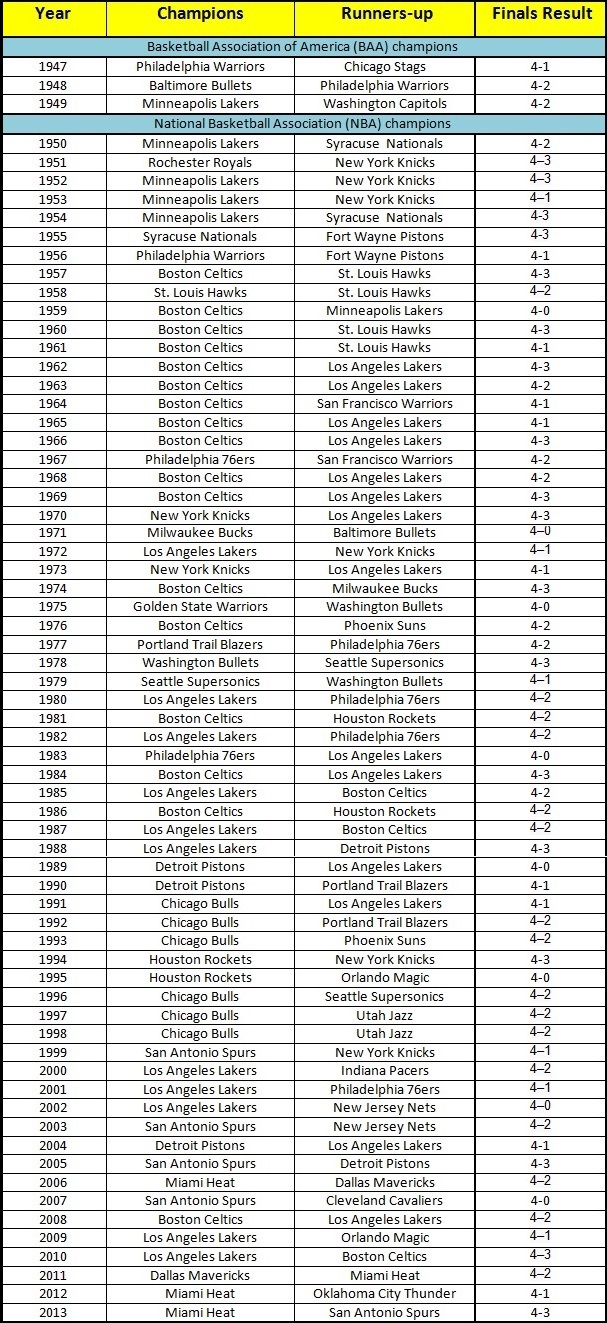 Year Champions Runners-up Finals Result
Basketball Association of America (BAA) champions
1947 Philadelphia Warriors Chicago Stags 4-1
1948 Baltimore Bullets Philadelphia Warriors 4-2
1949 Minneapolis Lakers Washington Capitols 4-2
National Basketball Association (NBA) champions
1950 Minneapolis Lakers Syracuse Nationals 4-2
1951 Rochester Royals New York Knicks 4–3
1952 Minneapolis Lakers New York Knicks 4–3
1953 Minneapolis Lakers New York Knicks 4–1
1954 Minneapolis Lakers Syracuse Nationals 4-3
1955 Syracuse Nationals Fort Wayne Pistons 4-3
1956 Philadelphia Warriors Fort Wayne Pistons 4-1
1957 Boston Celtics St. Louis Hawks 4-3
1958 St. Louis Hawks St. Louis Hawks 4–2
1959 Boston Celtics Minneapolis Lakers 4-0
1960 Boston Celtics St. Louis Hawks 4-3
1961 Boston Celtics St. Louis Hawks 4-1
1962 Boston Celtics Los Angeles Lakers 4-3
1963 Boston Celtics Los Angeles Lakers 4-2
1964 Boston Celtics San Francisco Warriors 4-1
1965 Boston Celtics Los Angeles Lakers 4-1
1966 Boston Celtics Los Angeles Lakers 4-3
1967 Philadelphia 76ers San Francisco Warriors 4-2
1968 Boston Celtics Los Angeles Lakers 4-2
1969 Boston Celtics Los Angeles Lakers 4-3
1970 New York Knicks Los Angeles Lakers 4-3
1971 Milwaukee Bucks Baltimore Bullets 4–0
1972 Los Angeles Lakers New York Knicks 4–1
1973 New York Knicks Los Angeles Lakers 4-1
1974 Boston Celtics Milwaukee Bucks 4-3
1975 Golden State Warriors Washington Bullets 4-0
1976 Boston Celtics Phoenix Suns 4-2
1977 Portland Trail Blazers Philadelphia 76ers 4-2
1978 Washington Bullets Seattle Supersonics 4-3
1979 Seattle Supersonics Washington Bullets 4–1
1980 Los Angeles Lakers Philadelphia 76ers 4–2
1981 Boston Celtics Houston Rockets 4–2
1982 Los Angeles Lakers Philadelphia 76ers 4–2
1983 Philadelphia 76ers Los Angeles Lakers 4-0
1984 Boston Celtics Los Angeles Lakers 4-3
1985 Los Angeles Lakers Boston Celtics 4-2
1986 Boston Celtics Houston Rockets 4–2
1987 Los Angeles Lakers Boston Celtics 4–2
1988 Los Angeles Lakers Detroit Pistons 4-3
1989 Detroit Pistons Los Angeles Lakers 4-0
1990 Detroit Pistons Portland Trail Blazers 4-1
1991 Chicago Bulls Los Angeles Lakers 4-1
1992 Chicago Bulls Portland Trail Blazers 4–2
1993 Chicago Bulls Phoenix Suns 4–2
1994 Houston Rockets New York Knicks 4-3
1995 Houston Rockets Orlando Magic 4-0
1996 Chicago Bulls Seattle Supersonics 4–2
1997 Chicago Bulls Utah Jazz 4–2
1998 Chicago Bulls Utah Jazz 4–2
1999 San Antonio Spurs New York Knicks 4–1
2000 Los Angeles Lakers Indiana Pacers 4–2
2001 Los Angeles Lakers Philadelphia 76ers 4–1
2002 Los Angeles Lakers New Jersey Nets 4–0
2003 San Antonio Spurs New Jersey Nets 4–2
2004 Detroit Pistons Los Angeles Lakers 4-1
2005 San Antonio Spurs Detroit Pistons 4-3
2006 Miami Heat Dallas Mavericks 4–2
2007 San Antonio Spurs Cleveland Cavaliers 4-0
2008 Boston Celtics Los Angeles Lakers 4–2
2009 Los Angeles Lakers Orlando Magic 4–1
2010 Los Angeles Lakers Boston Celtics 4–3
2011 Dallas Mavericks Miami Heat 4–2
2012 Miami Heat Oklahoma City Thunder 4-1
2013 Miami Heat San Antonio Spurs 4-3